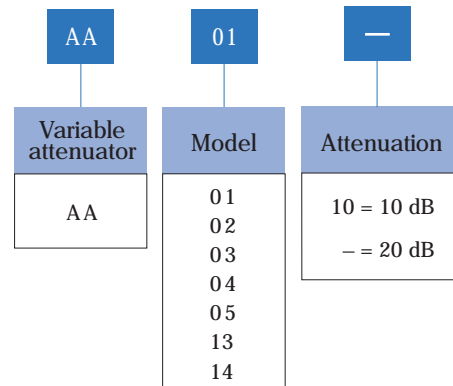 AA 01 —
Variable
attenuator
Model
Attenuation
AA
01
02
03
04
05
13
14
10 = 10 dB
– = 20 dB